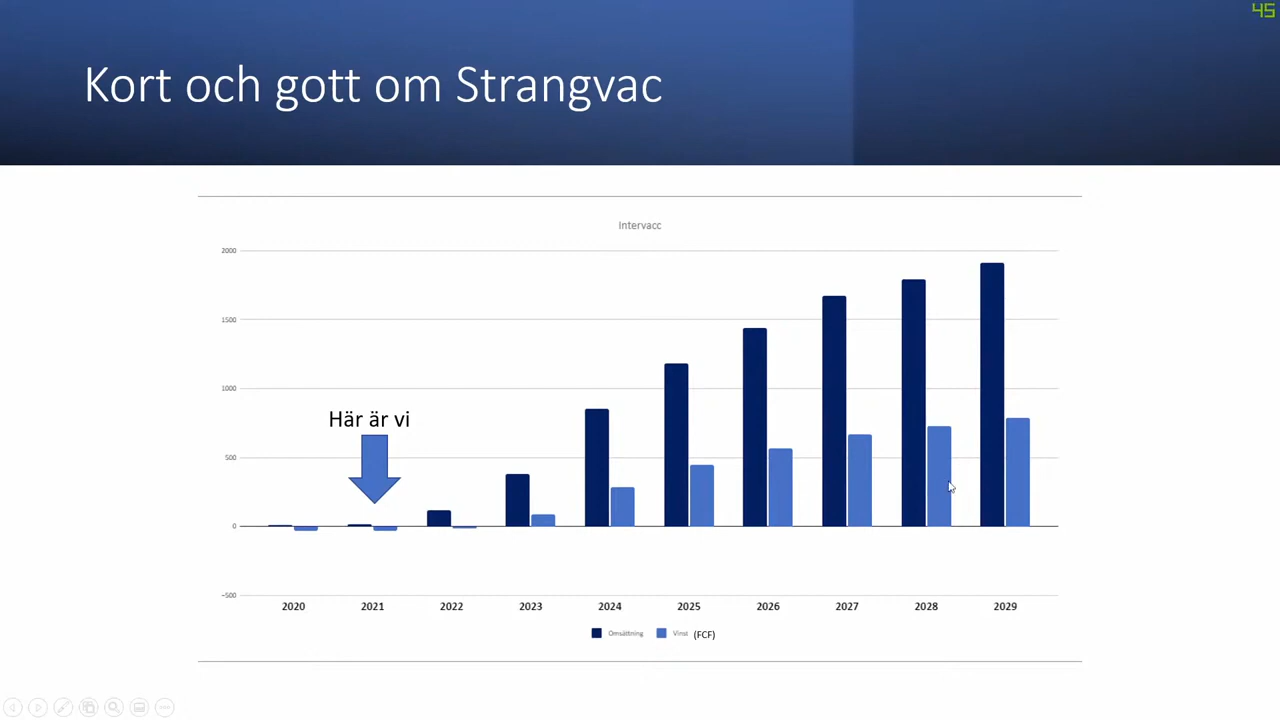 45
Kort och gott om Strangvac
Intervacc
2000
1500
1000
Här är vi
500
0
−500
2020 2021 2022 2023 2024 2025 2026 2027 2028 2029
Omsättning Vinst (FCF)